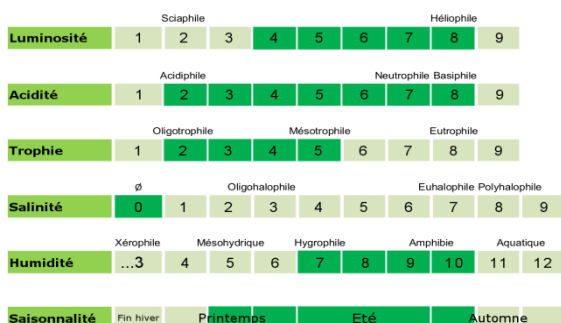 Sciaphile Héliophile
Luminosité 1 2 3 4 5 6 7 8 9
Acidiphile Neutrophile Basiphile
Acidité 1 2 3 4 5 6 7 8 9
Oligotrophile Mésotrophile Eutrophile
Trophie 1 2 3 4 5 6 7 8 9
Ø Oligohalophile Euhalophile Polyhalophile
Salinité 0 1 2 3 4 5 6 7 8 9
Xérophile Mésohydrique Hygrophile Amphibie Aquatique
Humidité ...3 4 5 6 7 8 9 10 11 12
Saisonnalité Fin hiver Printemps Eté Automne